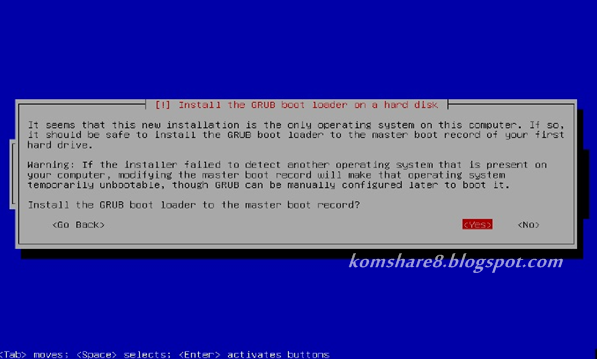 [!] Install the GRUB boot loader on a hard disk
It seems that this new installation is the only operating system on this computer. If so,
it should be safe to install the GRUB boot loader to the master boot record of your first
hard drive.
Warning: If the installer failed to detect another operating system that is present on
your computer, modifying the master boot record will make that operating system
temporarily unbootable, though GRUB can be manually configured later to boot it.
Install the GRUB boot loader to the master boot record?
<Go Back> <Yes> <No>
komshare8.blogspot.com
<Tab> moves; <Space> selects; <Enter> activates buttons